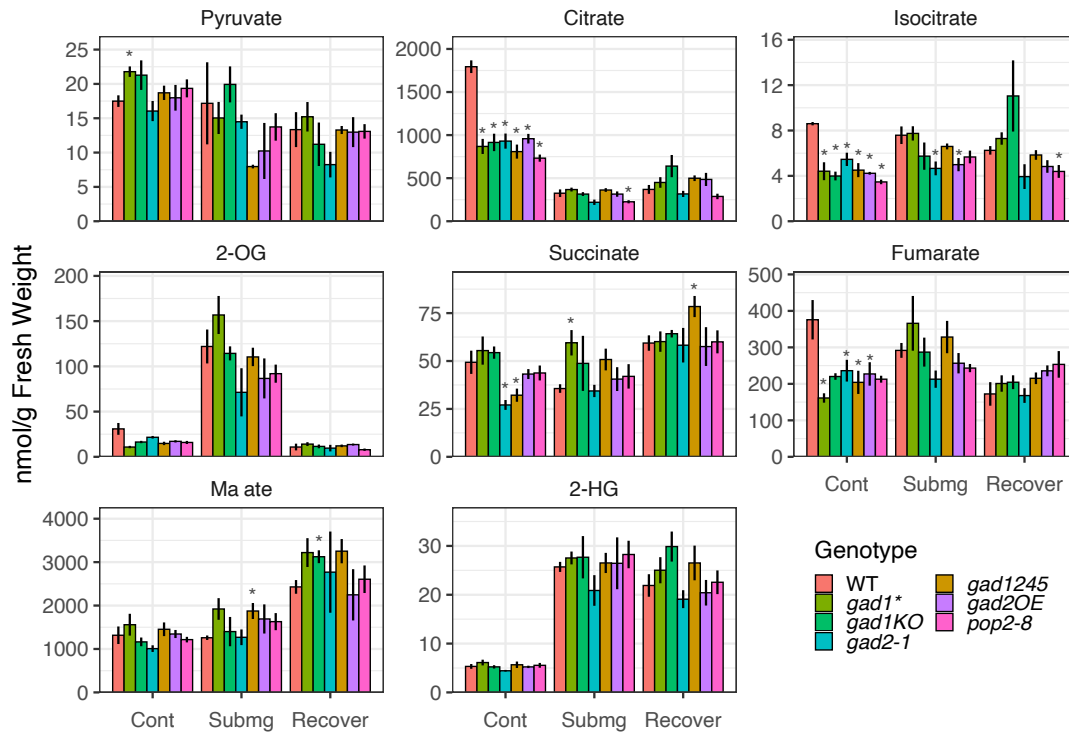 Pyruvate
Citrate
Isocitrate
25
20
15
10
5
0
*
2000
1500
1000
500
0
* * * * * *
*
16
12
8
4
0
* * * * * *
* *
*
2-OG
Succinate
Fumarate
200
150
100
50
0
75
50
25
0
* *
*
*
500
400
300
200
100
0
* * * *
Cont Submg Recover
Ma ate
2-HG
4000
3000
2000
1000
0
*
*
Cont Submg Recover
30
20
10
0
Cont Submg Recover
nmol/g Fresh Weight
Genotype
WT
gad1*
gad1KO
gad2-1
gad1245
gad2OE
pop2-8